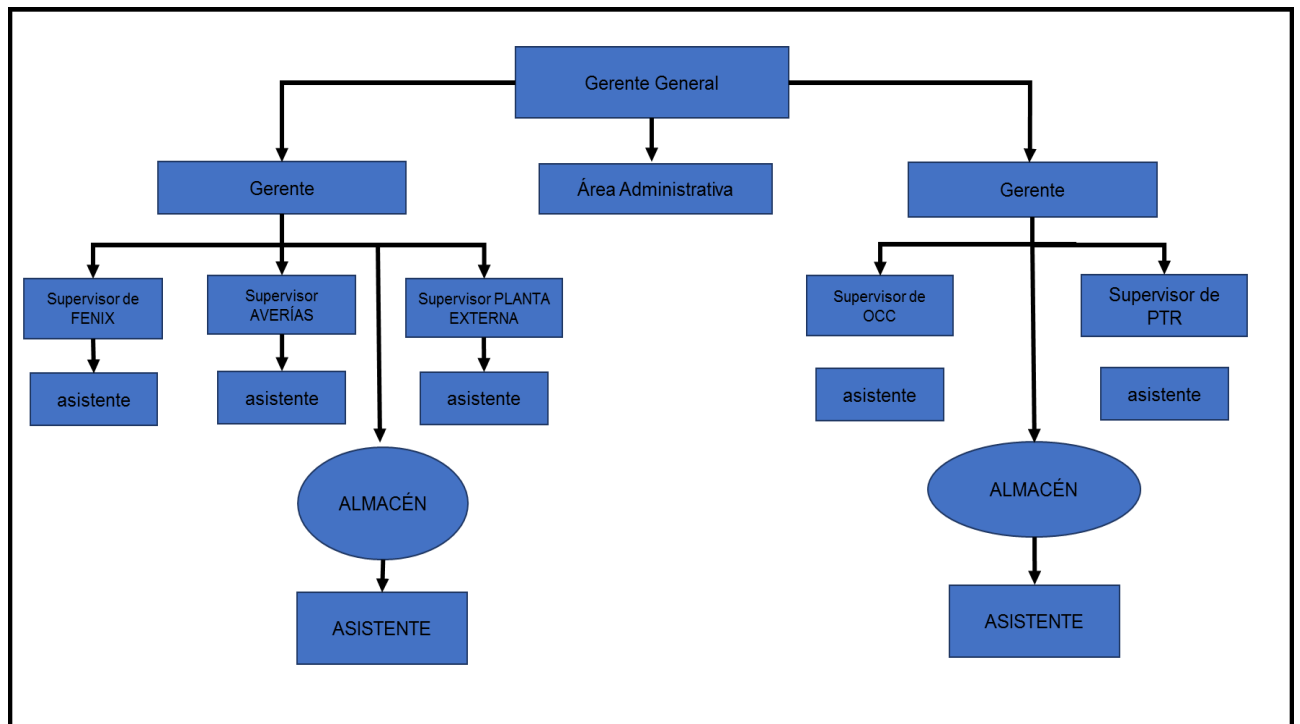 Gerente General
Gerente
Área Administrativa
Gerente
Supervisor de
FENIX
Supervisor
AVERÍAS
Supervisor PLANTA
EXTERNA
Supervisor de
OCC
Supervisor de
PTR
asistente
asistente
asistente
asistente
asistente
ALMACÉN
ALMACÉN
ASISTENTE
ASISTENTE